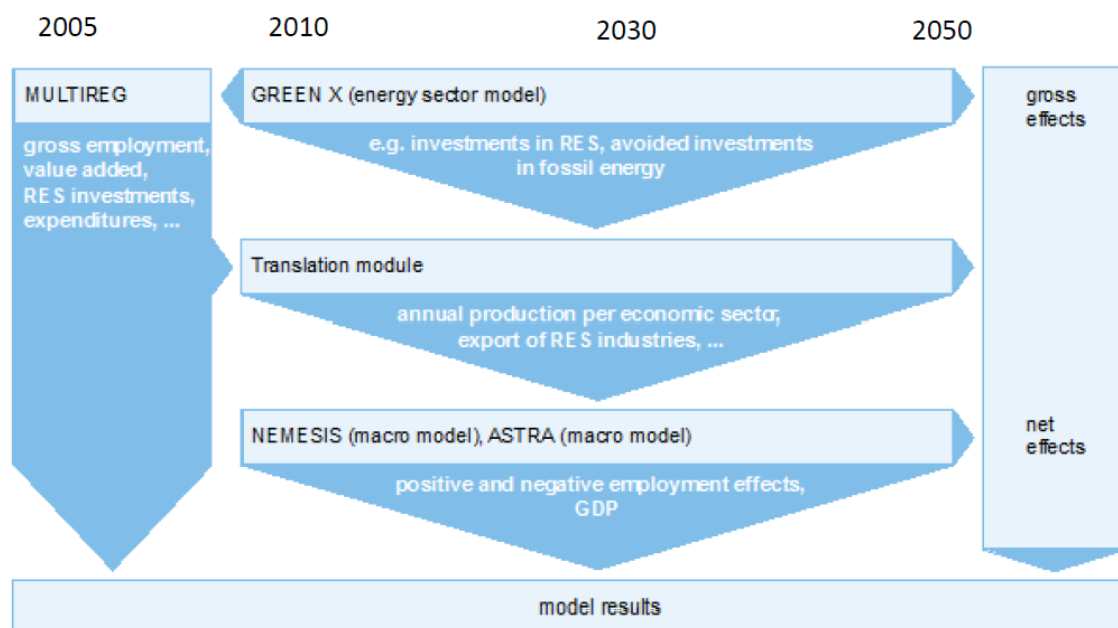 2005 2010 2030 2050
MULTIREG
gross employment,
value added,
RES investments,
expenditures, ...
GREEN X (energy sector model)
e.g. investments in RES, avoided investments
in fossil energy
Translation module
annual production per economic sector,
export of RES industries, ...
NEMESIS (macro model), ASTRA (macro model)
positive and negative employment effects,
GDP
gross
effects
net
effects
model results